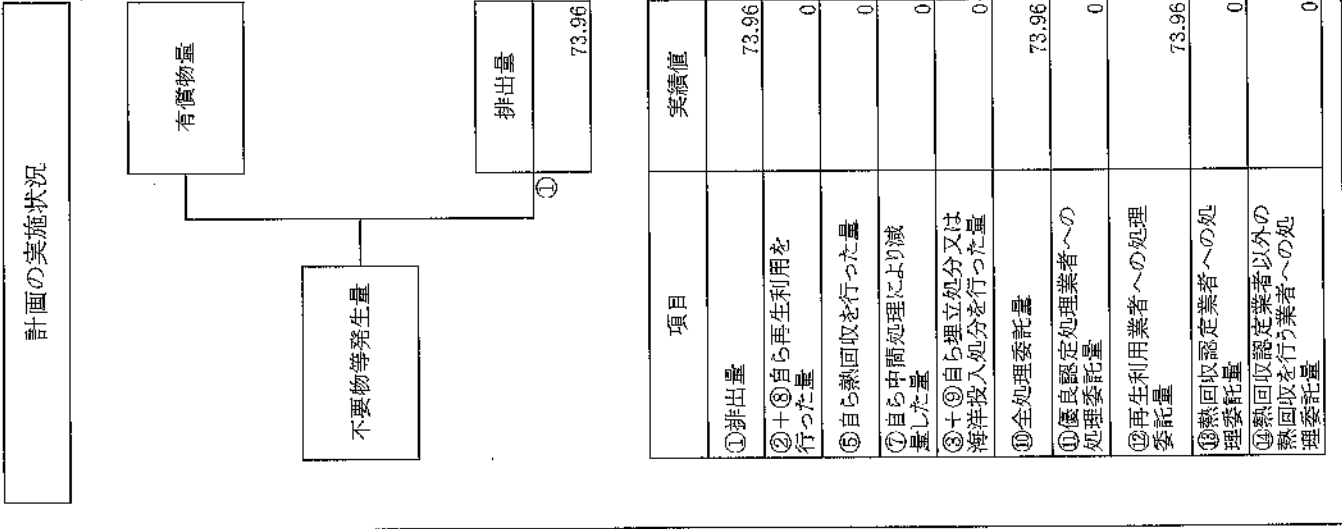 計画の実施状況
有償物量
不要物等発生量
排出量
①
73.96
項目
実績値
①排出量
73.96
②+⑧自ら再生利用を
行った量
0
⑤自ら熱回収を行った量
0
⑦自ら中間処理により減
量した量
0
③+⑨自ら埋立処分又は
海洋投入処分を行った量
0
⑩全処理委託量
73.96
⑪優良認定処理業者への
処理委託量
0
⑫再生利用業者への処理
委託量
73.96
⑬熱回収認定業者への処
理委託量
0
⑭熱回収認定業者以外の
熱回収を行う業者への処
理委託量
0